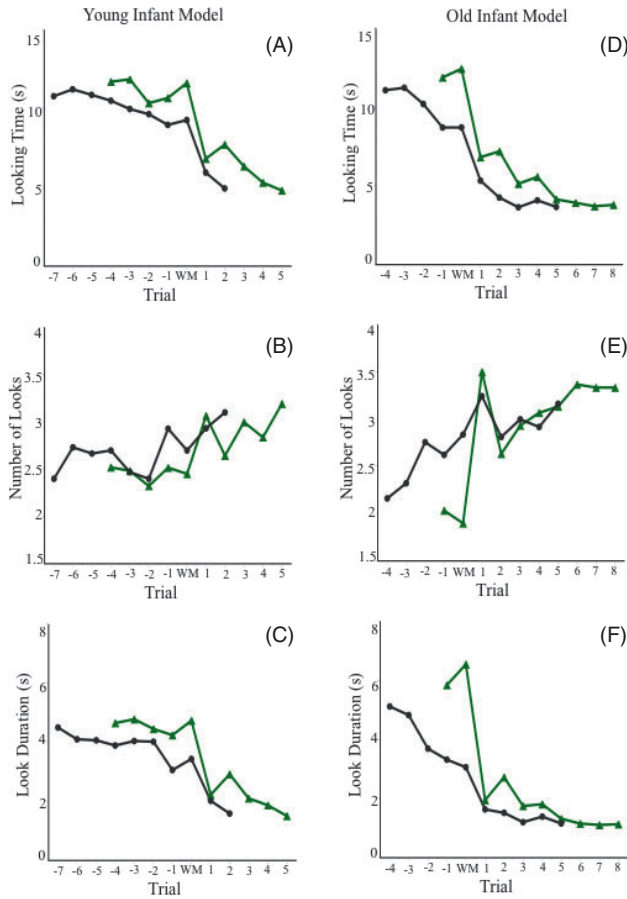 Young Infant Model
(A)
Looking Time (s)
15
10
5
0
-7 -6 -5 -4 -3 -2 -1 WM 1 2 3 4 5
Trial
Old Infant Model
(D)
Looking Time (s)
15
10
5
0
-4 -3 -2 -1 WM 1 2 3 4 5 6 7 8
Trial
(B)
Number of Looks
4
3.5
3
2.5
2
1.5
-7 -6 -5 -4 -3 -2 -1 WM 1 2 3 4 5
Trial
(E)
Number of Looks
4
3.5
3
2.5
2
1.5
-4 -3 -2 -1 WM 1 2 3 4 5 6 7 8
Trial
(C)
Look Duration (s)
8
6
4
2
0
-7 -6 -5 -4 -3 -2 -1 WM 1 2 3 4 5
Trial
(F)
Look Duration (s)
8
6
4
2
0
-4 -3 -2 -1 WM 1 2 3 4 5 6 7 8
Trial